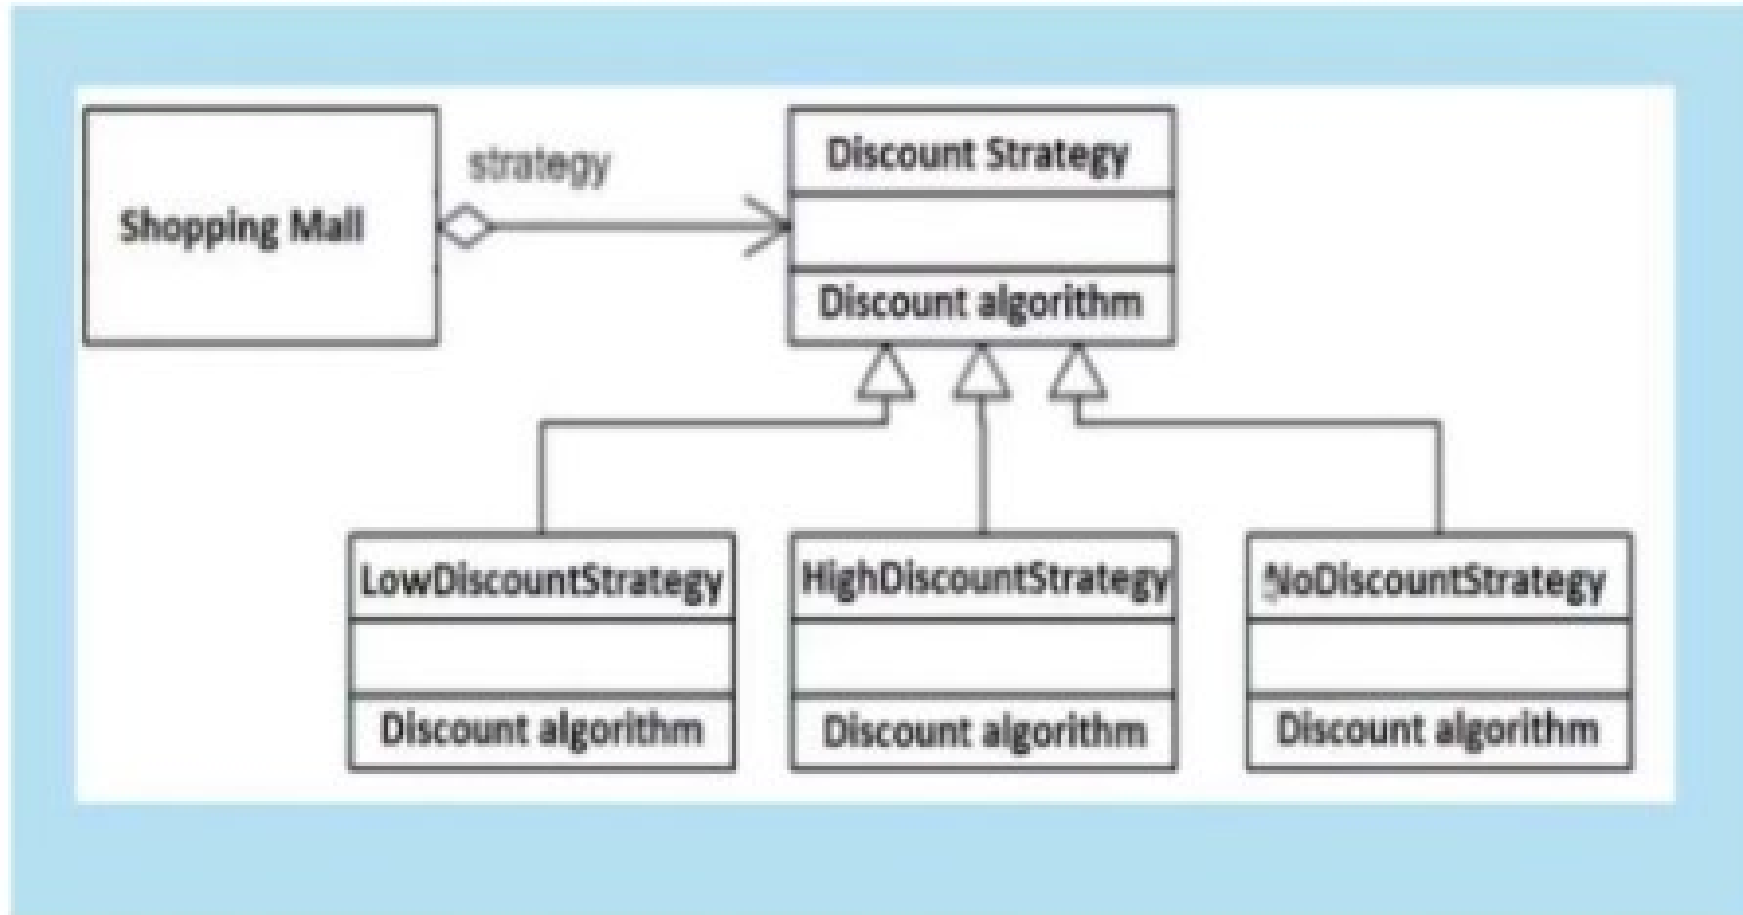 strategy
Shopping Mall
Discount Strategy
Discount algorithm
LowDiscountStrategy
Discount algorithm
HighDiscountStrategy
Discount algorithm
NoDiscountStrategy
Discount algorithm